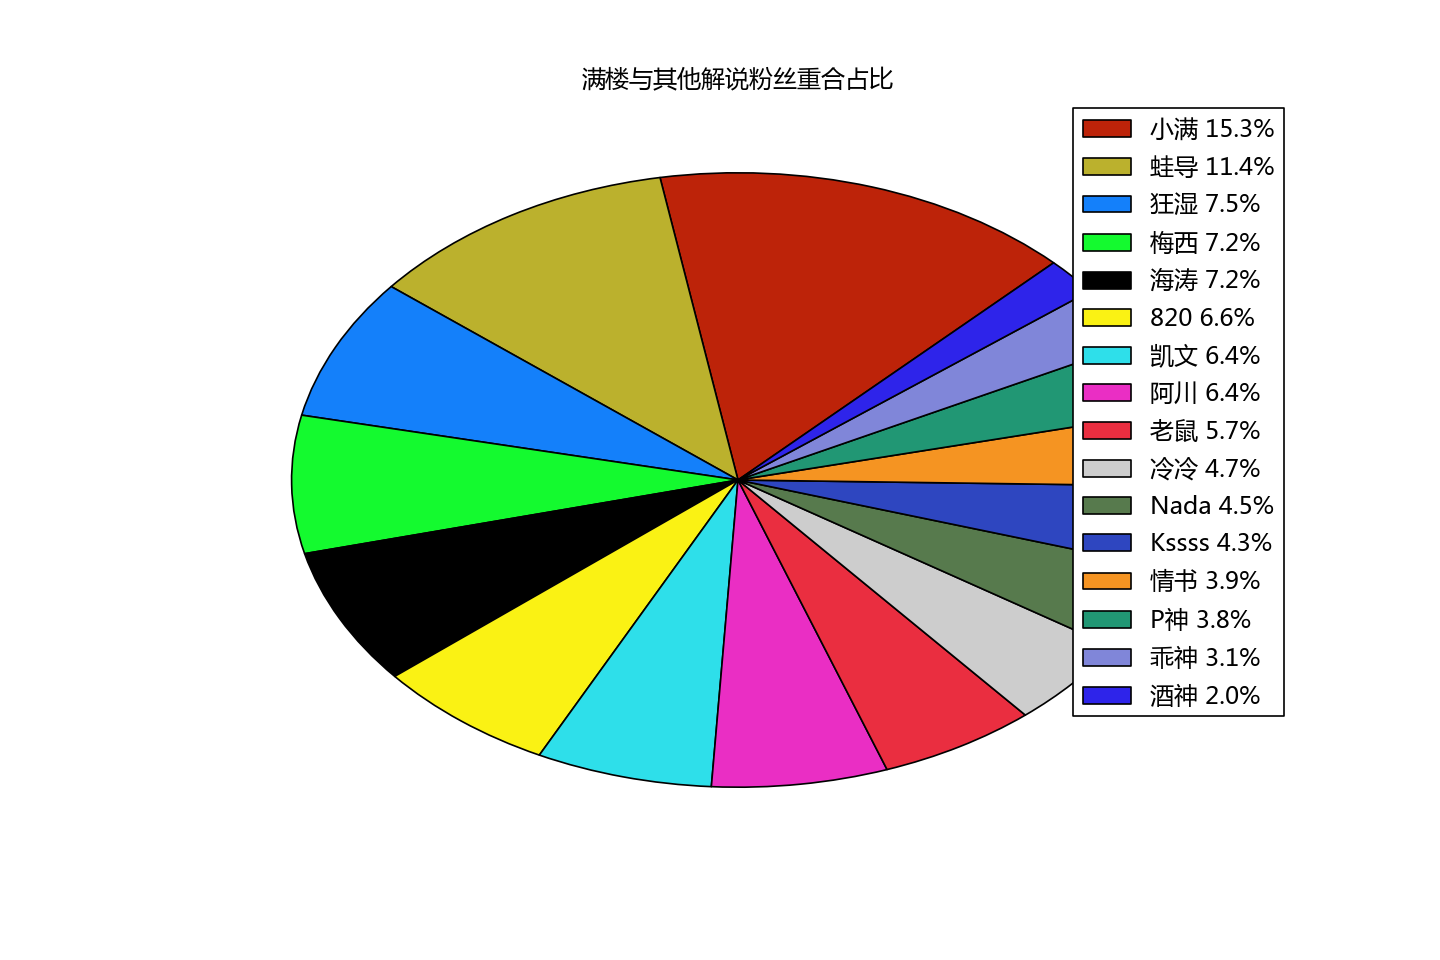 满楼与其他解说粉丝重合占比
小满 15.3%
蛙导 11.4%
狂湿 7.5%
梅西 7.2%
海涛 7.2%
820 6.6%
凯文 6.4%
阿川 6.4%
老鼠 5.7%
冷冷 4.7%
Nada 4.5%
Kssss 4.3%
情书 3.9%
P神 3.8%
乖神 3.1%
酒神 2.0%